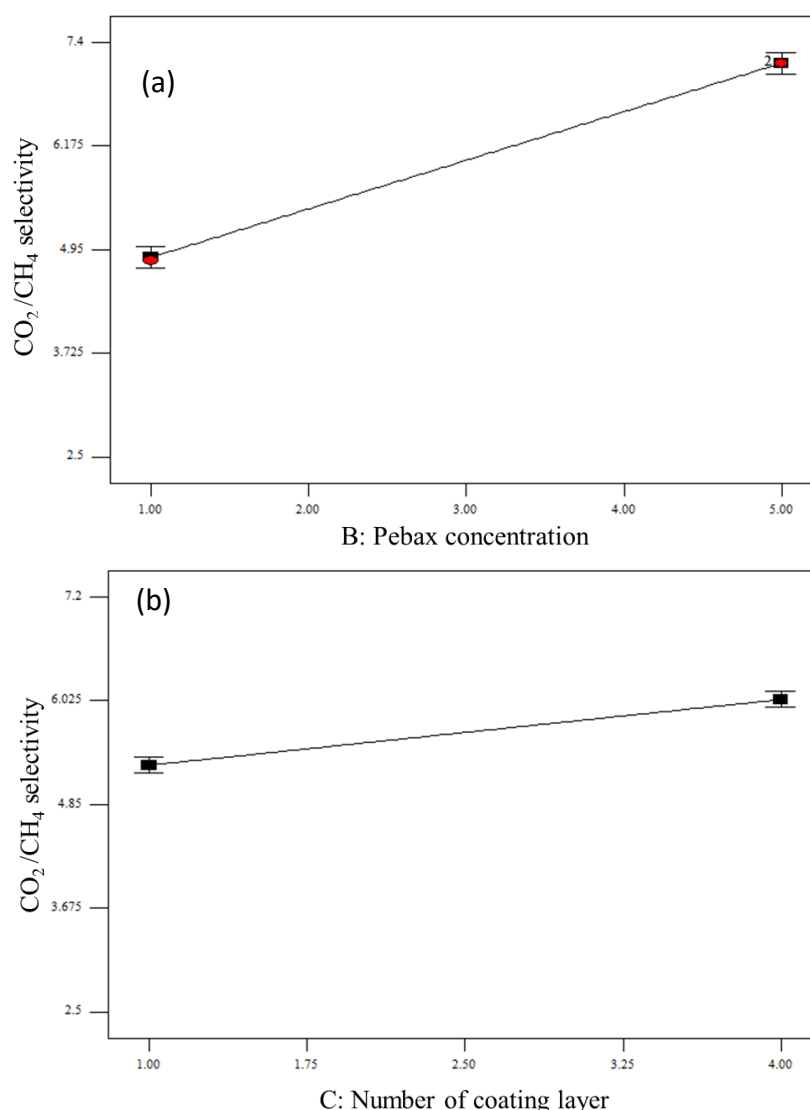 (a)
7.4
6.175
4.95
3.725
2.5
CO₂/CH₄ selectivity
2
1.00 2.00 3.00 4.00 5.00
B: Pebax concentration
(b)
7.2
6.025
4.85
3.675
2.5
CO₂/CH₄ selectivity
1.00 1.75 2.50 3.25 4.00
C: Number of coating layer